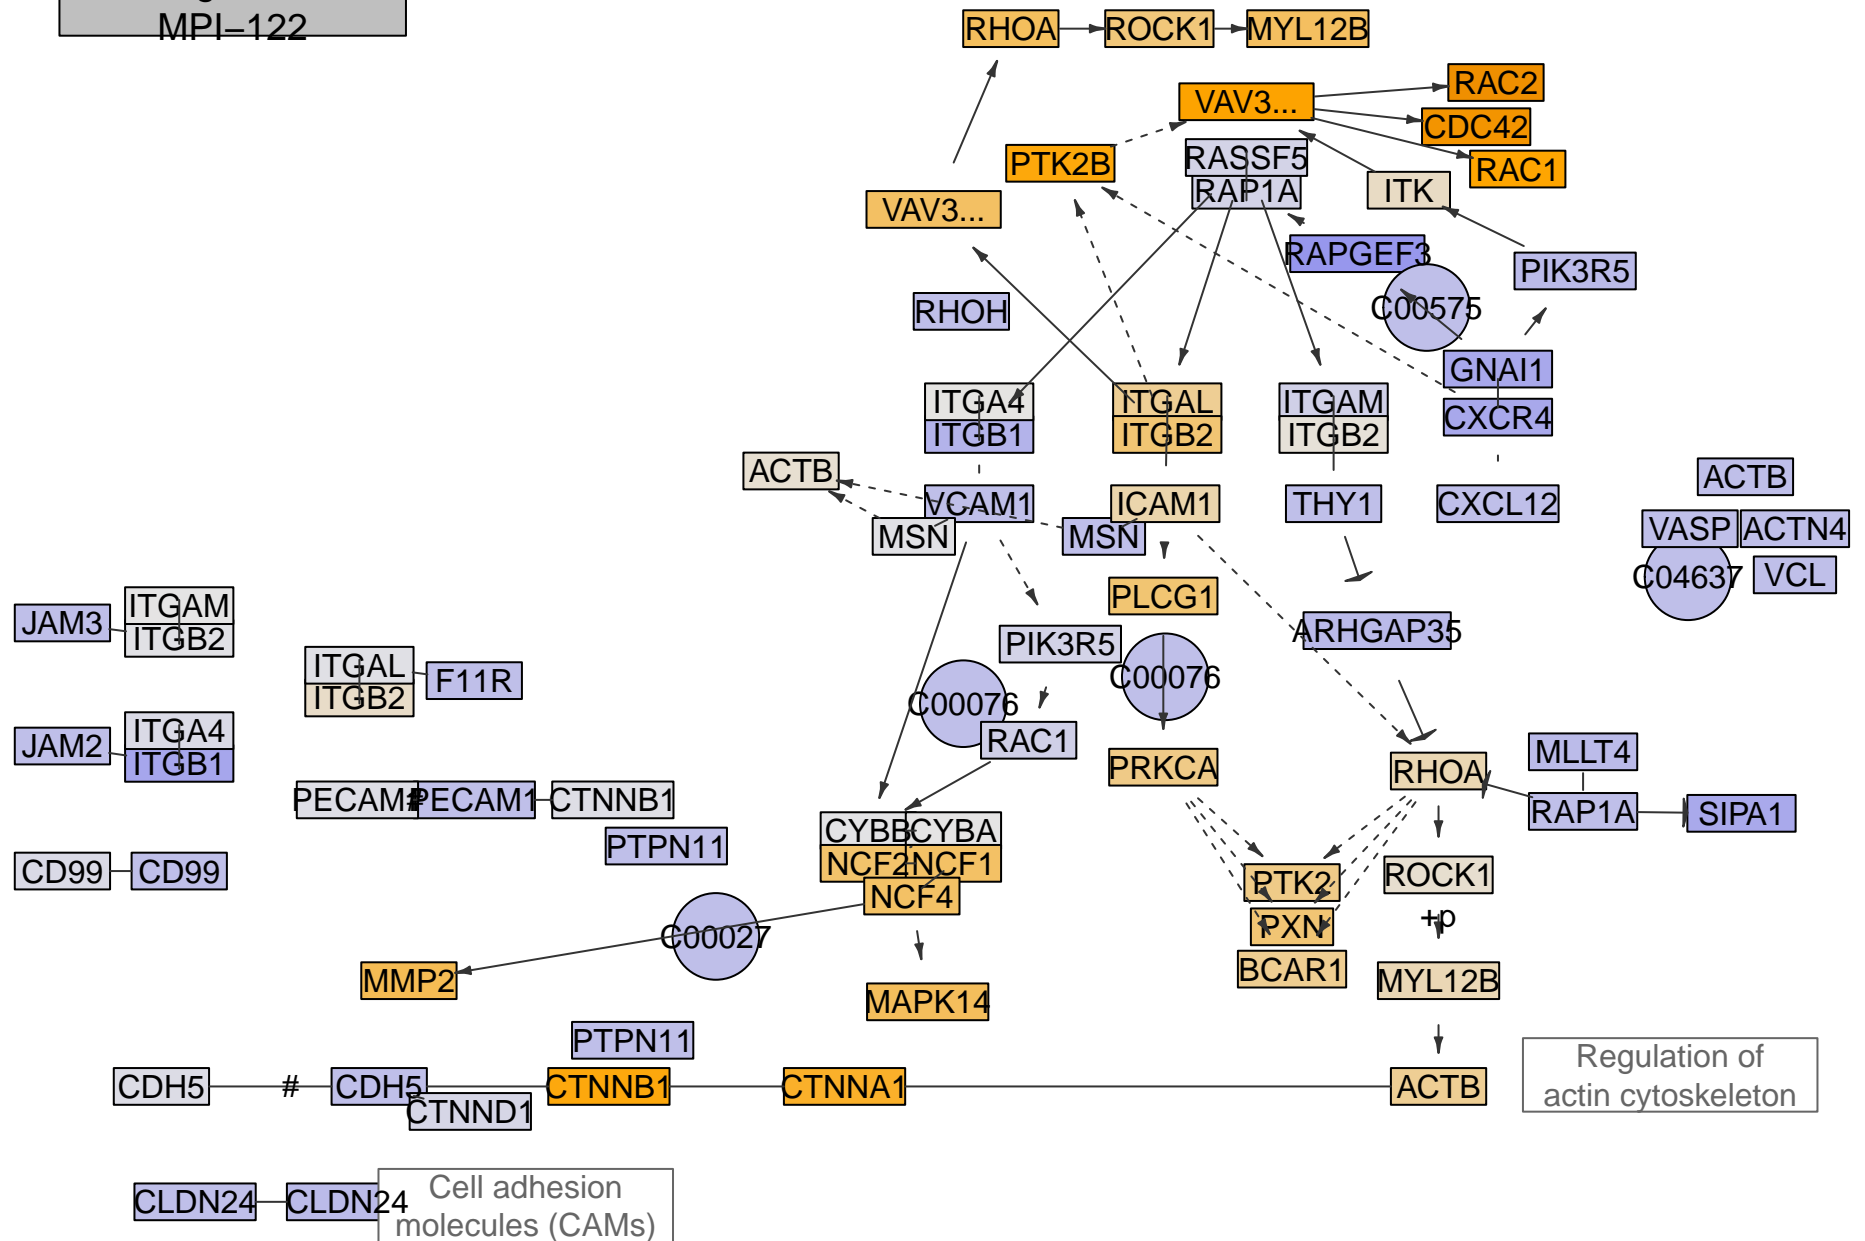 MPI−122
RHOA
ROCK1
MYL12B
VAV3...
RAC2
CDC42
RAC1
PTK2B
RASSF5
RAP1A
ITK
VAV3...
RAPGEF3
PIK3R5
C00575
RHOH
GNAI1
CXCR4
ITGA4
ITGB1
ITGAL
ITGB2
ITGAM
ITGB2
ACTB
VCAM1
MSN
ICAM1
MSN
THY1
CXCL12
ACTB
VASP
ACTN4
C04637
VCL
PLCG1
ARHGAP35
JAM3
ITGAM
ITGB2
ITGAL
ITGB2
F11R
PIK3R5
C00076
C00076
RAC1
JAM2
ITGA4
ITGB1
PRKCA
RHOA
MLLT4
RAP1A
SIPA1
PECAM1
#
PECAM1
CTNNB1
PTPN11
CYBB
CYBA
NCF2
NCF1
NCF4
CD99
CD99
PTK2
PXN
BCAR1
ROCK1
+p
MYL12B
C00027
MMP2
MAPK14
PTPN11
CDH5
#
CDH5
CTNND1
CTNNB1
CTNNA1
ACTB
Regulation of
actin cytoskeleton
CLDN24
CLDN24
Cell adhesion
molecules (CAMs)